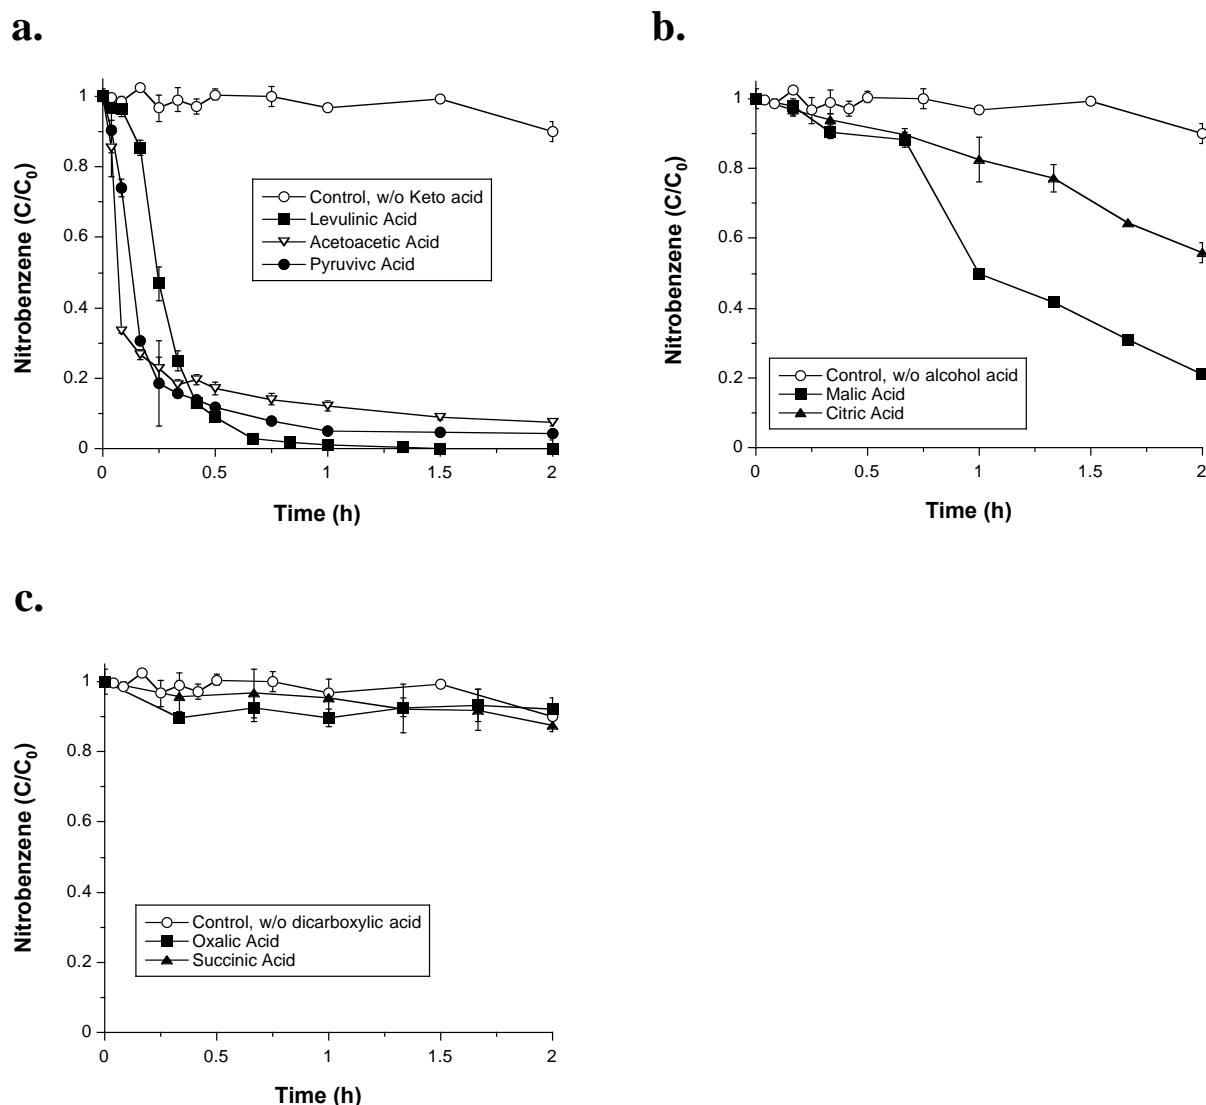 a.
Nitrobenzene (C/C0)
1
0.8
0.6
0.4
0.2
0
Control, w/o Keto acid
Levulinic Acid
Acetoacetic Acid
Pyruvivc Acid
0 0.5 1 1.5 2
Time (h)
b.
Nitrobenzene (C/C0)
1
0.8
0.6
0.4
0.2
0
Control, w/o alcohol acid
Malic Acid
Citric Acid
0 0.5 1 1.5 2
Time (h)
c.
Nitrobenzene (C/C0)
1
0.8
0.6
0.4
0.2
0
Control, w/o dicarboxylic acid
Oxalic Acid
Succinic Acid
0 0.5 1 1.5 2
Time (h)